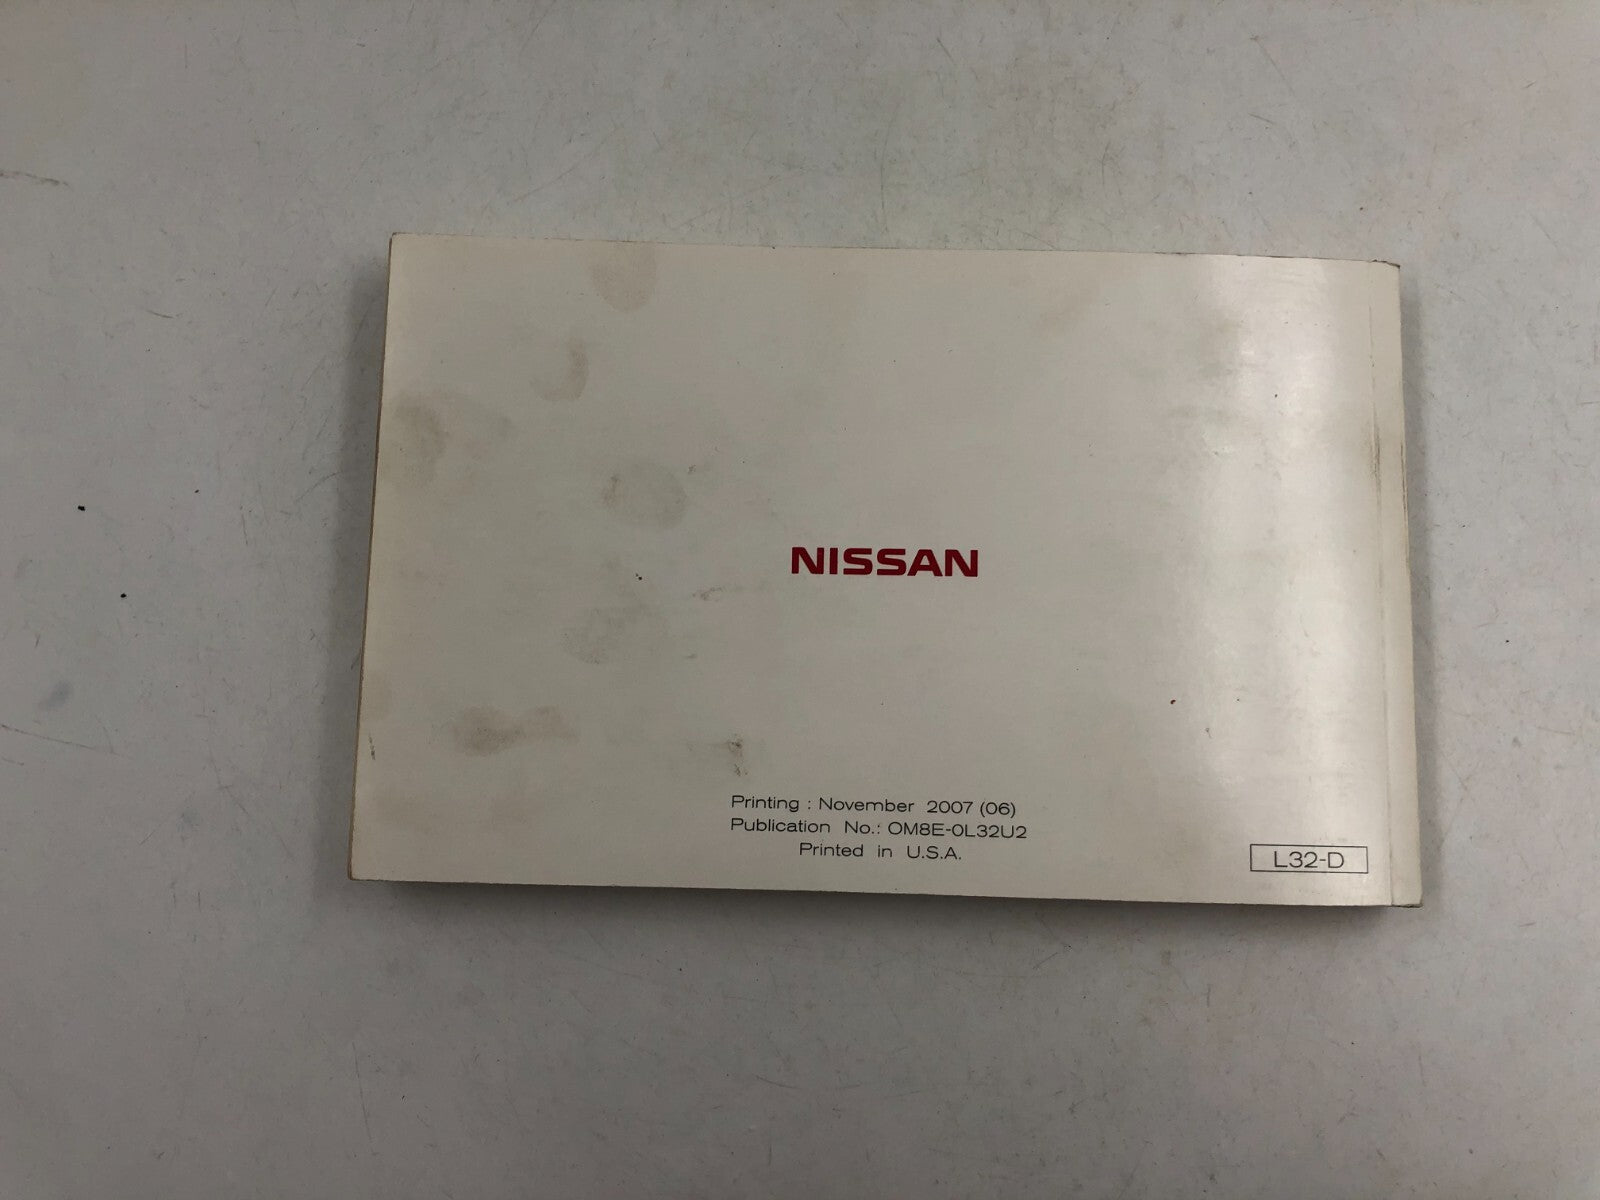 NISSAN
Printing : November 2007 (06)
Publication No.: OM8E-0L32U2
Printed in U.S.A.
L32-D